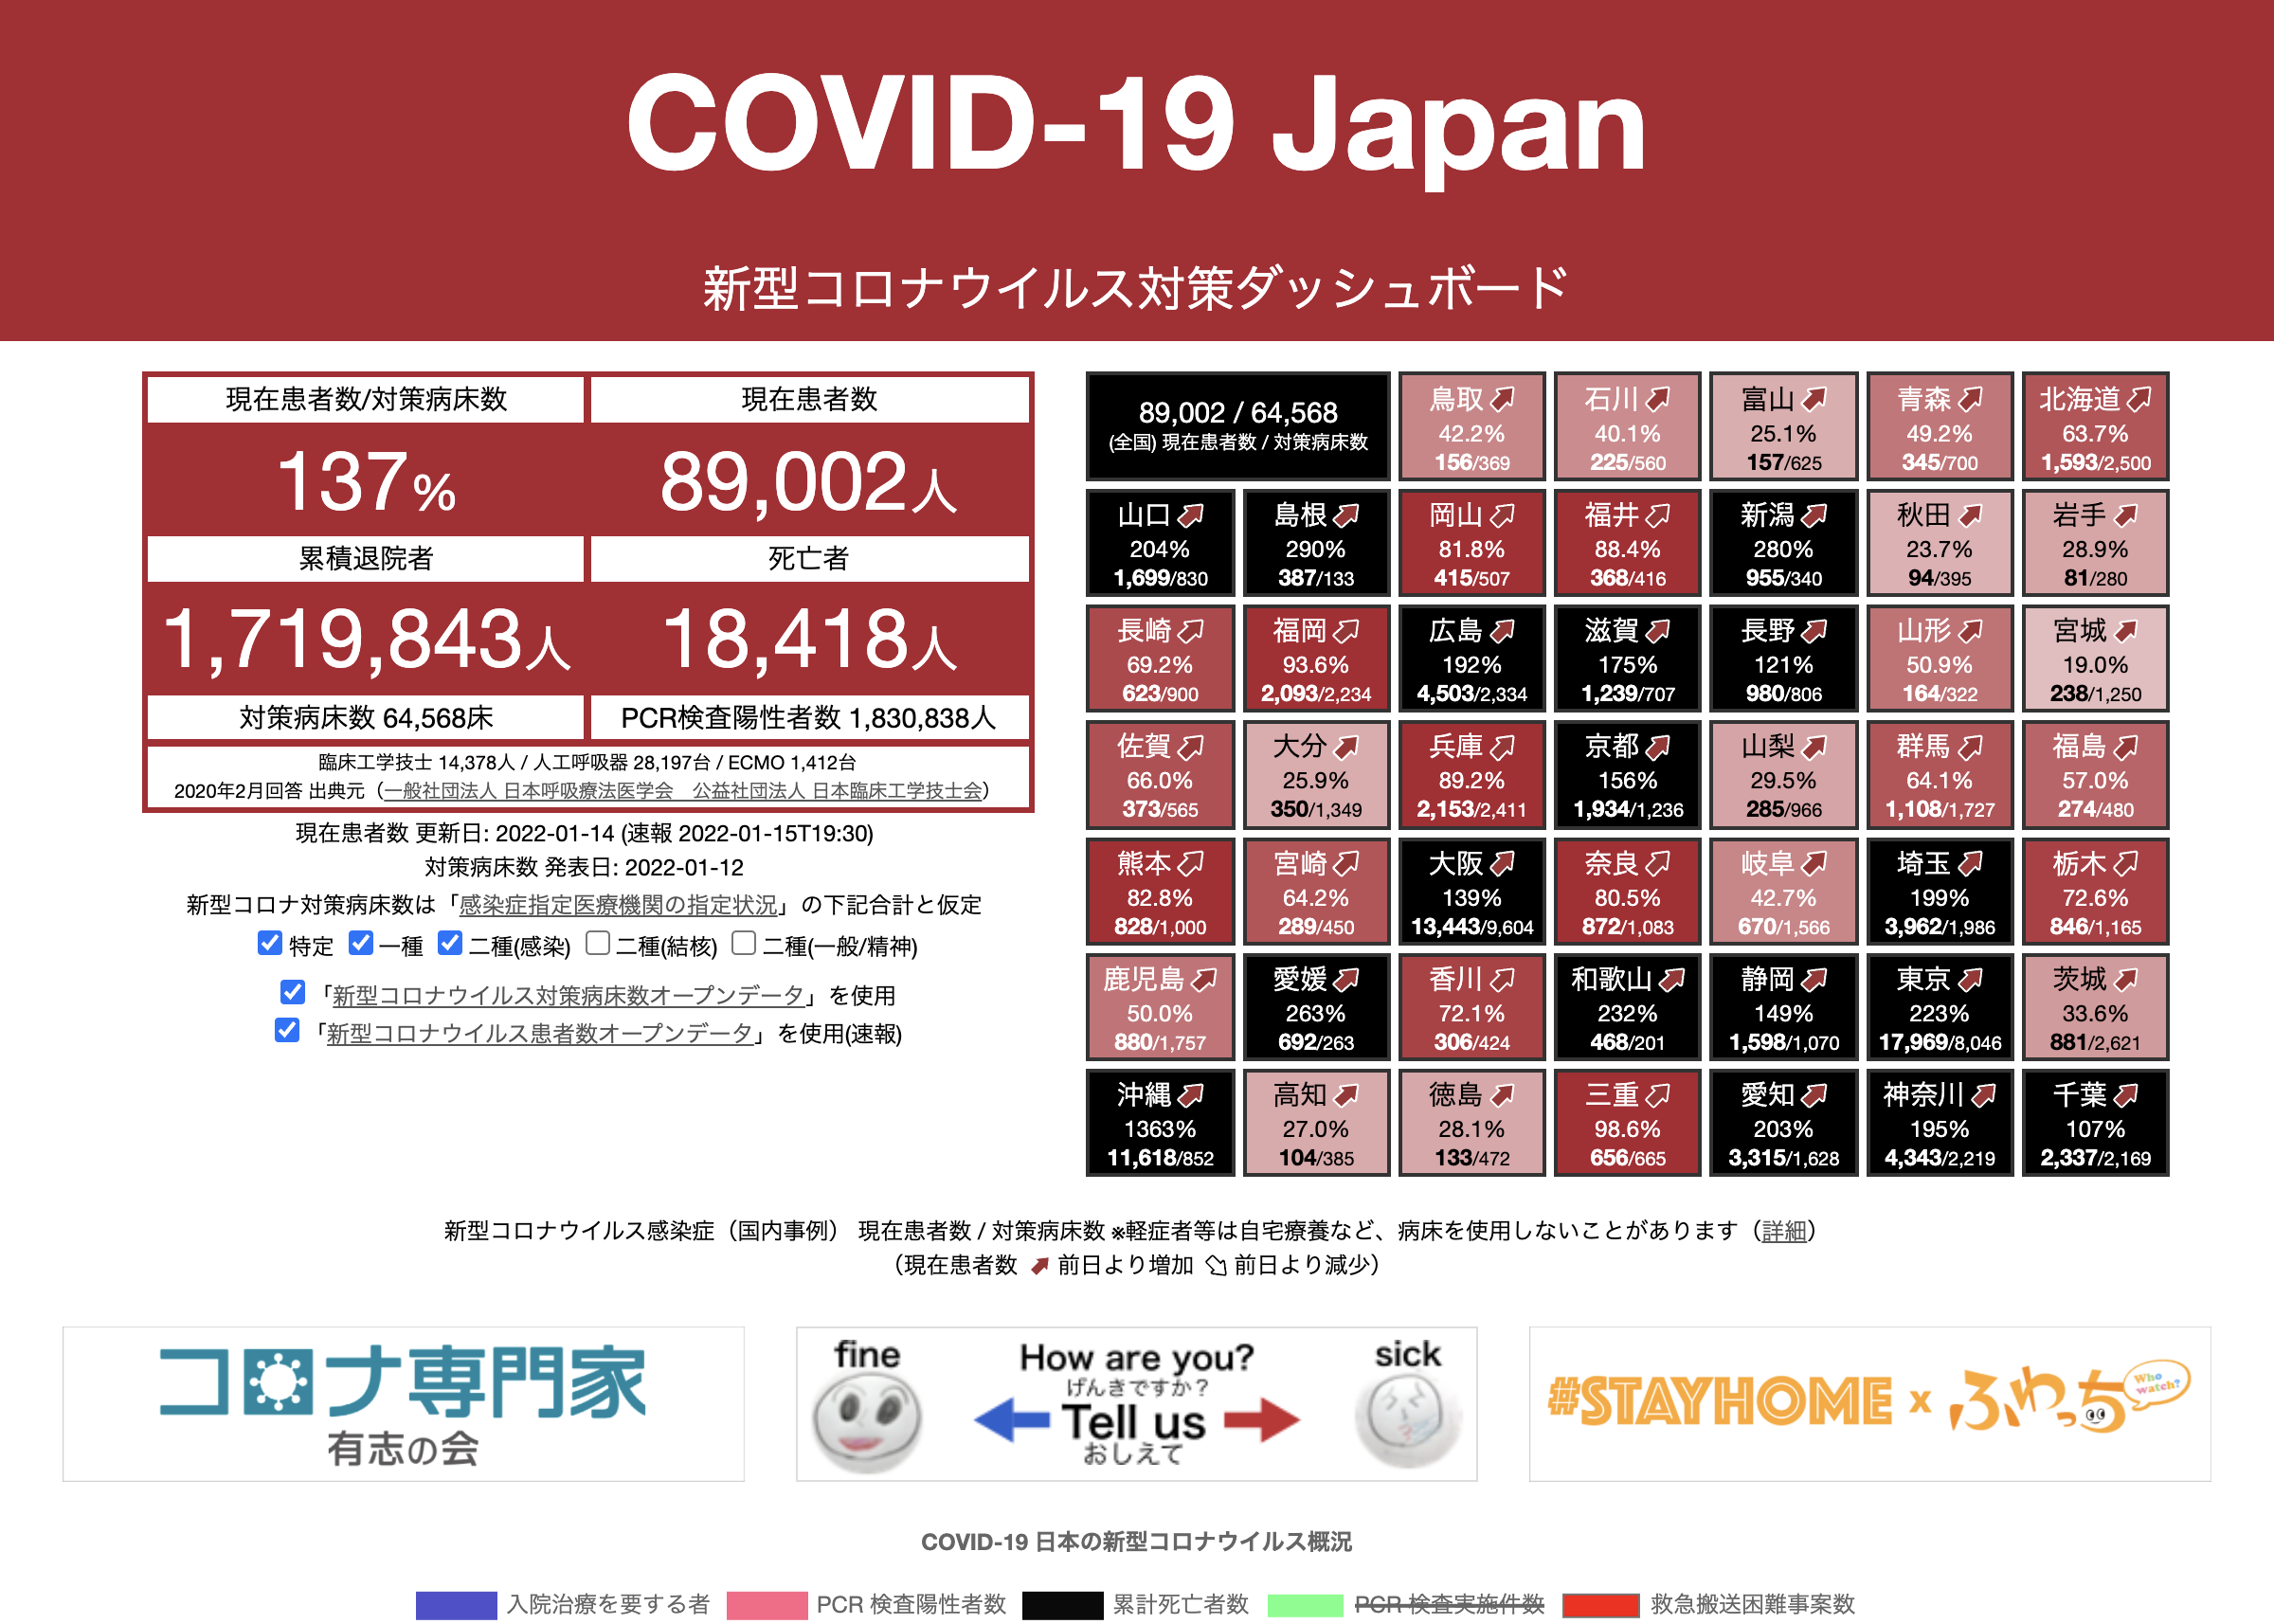 COVID-19 Japan
新型コロナウイルス対策ダッシュボード
現在患者数/対策病床数
現在患者数
137%
89,002人
累積退院者
死亡者
1,719,843人
18,418人
対策病床数 64,568床
PCR検査陽性者数 1,830,838人
臨床工学技士 14,378人 / 人工呼吸器 28,197台 / ECMO 1,412台
2020年2月回答 出典元（一般社団法人 日本呼吸療法医学会　公益社団法人 日本臨床工学技士会）
現在患者数 更新日: 2022-01-14 (速報 2022-01-15T19:30)
対策病床数 発表日: 2022-01-12
新型コロナ対策病床数は「感染症指定医療機関の指定状況」の下記合計と仮定
特定 一種 二種(感染) 二種(結核) 二種(一般/精神)
「新型コロナウイルス対策病床数オープンデータ」を使用
「新型コロナウイルス患者数オープンデータ」を使用(速報)
89,002 / 64,568
(全国) 現在患者数 / 対策病床数
鳥取
42.2%
156/369
石川
40.1%
225/560
富山
25.1%
157/625
青森
49.2%
345/700
北海道
63.7%
1,593/2,500
山口
204%
1,699/830
島根
290%
387/133
岡山
81.8%
415/507
福井
88.4%
368/416
新潟
280%
955/340
秋田
23.7%
94/395
岩手
28.9%
81/280
長崎
69.2%
623/900
福岡
93.6%
2,093/2,234
広島
192%
4,503/2,334
滋賀
175%
1,239/707
長野
121%
980/806
山形
50.9%
164/322
宮城
19.0%
238/1,250
佐賀
66.0%
373/565
大分
25.9%
350/1,349
兵庫
89.2%
2,153/2,411
京都
156%
1,934/1,236
山梨
29.5%
285/966
群馬
64.1%
1,108/1,727
福島
57.0%
274/480
熊本
82.8%
828/1,000
宮崎
64.2%
289/450
大阪
139%
13,443/9,604
奈良
80.5%
872/1,083
岐阜
42.7%
670/1,566
埼玉
199%
3,962/1,986
栃木
72.6%
846/1,165
鹿児島
50.0%
880/1,757
愛媛
263%
692/263
香川
72.1%
306/424
和歌山
232%
468/201
静岡
149%
1,598/1,070
東京
223%
17,969/8,046
茨城
33.6%
881/2,621
沖縄
1363%
11,618/852
高知
27.0%
104/385
徳島
28.1%
133/472
三重
98.6%
656/665
愛知
203%
3,315/1,628
神奈川
195%
4,343/2,219
千葉
107%
2,337/2,169
新型コロナウイルス感染症（国内事例） 現在患者数 / 対策病床数 ※軽症者等は自宅療養など、病床を使用しないことがあります（詳細）
（現在患者数 前日より増加 前日より減少）
コロナ専門家
有志の会
fine
How are you?
げんきですか？
Tell us
おしえて
sick
#STAYHOME x ふわっち
Who watch?
COVID-19 日本の新型コロナウイルス概況
入院治療を要する者 PCR 検査陽性者数 累計死亡者数 PCR 検査実施件数 救急搬送困難事案数